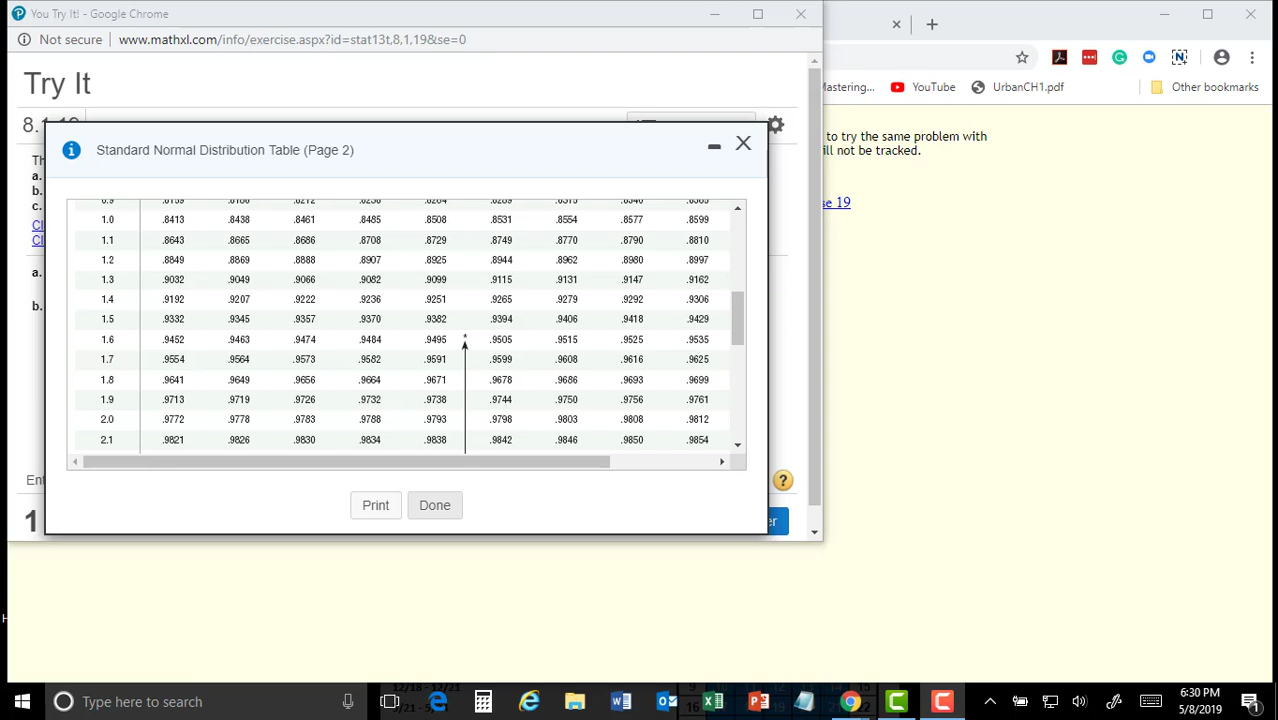 You Try It! - Google Chrome
Not secure www.mathxl.com/info/exercise.aspx?id=stat13t,8,1,19&se=0
Mastering... YouTube UrbanCH1.pdf Other bookmarks
Try It
Standard Normal Distribution Table (Page 2)
to try the same problem with
ill not be tracked.
se 19
Th
a.
b.
c.
Cl
Cl
a.
b.
1.0 .8413 .8438 .8461 .8485 .8508 .8531 .8554 .8577 .8599
1.1 .8643 .8665 .8686 .8708 .8729 .8749 .8770 .8790 .8810
1.2 .8849 .8869 .8888 .8907 .8925 .8944 .8962 .8980 .8997
1.3 .9032 .9049 .9066 .9082 .9099 .9115 .9131 .9147 .9162
1.4 .9192 .9207 .9222 .9236 .9251 .9265 .9279 .9292 .9306
1.5 .9332 .9345 .9357 .9370 .9382 .9394 .9406 .9418 .9429
1.6 .9452 .9463 .9474 .9484 .9495 * .9505 .9515 .9525 .9535
1.7 .9554 .9564 .9573 .9582 .9591 .9599 .9608 .9616 .9625
1.8 .9641 .9649 .9656 .9664 .9671 .9678 .9686 .9693 .9699
1.9 .9713 .9719 .9726 .9732 .9738 .9744 .9750 .9756 .9761
2.0 .9772 .9778 .9783 .9788 .9793 .9798 .9803 .9808 .9812
2.1 .9821 .9826 .9830 .9834 .9838 .9842 .9846 .9850 .9854
Ent
Print Done
1
er
Type here to search
6:30 PM
5/8/2019